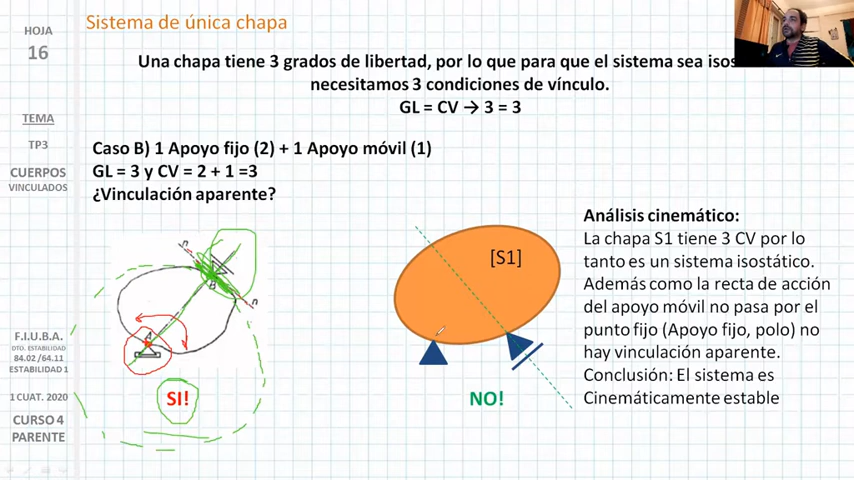 HOJA
16
TEMA
TP3
CUERPOS
VINCULADOS
F.I.U.B.A.
DTO. ESTABILIDAD
84.02/64.11
ESTABILIDAD 1
1 CUAT. 2020
CURSO 4
PARENTE
Sistema de única chapa
Una chapa tiene 3 grados de libertad, por lo que para que el sistema sea
necesitamos 3 condiciones de vínculo.
GL = CV → 3 = 3
Caso B) 1 Apoyo fijo (2) + 1 Apoyo móvil (1)
GL = 3 y CV = 2 + 1 =3
¿Vinculación aparente?
n
B
n
A
SI!
[S1]
NO!
Análisis cinemático:
La chapa S1 tiene 3 CV por lo
tanto es un sistema isostático.
Además como la recta de acción
del apoyo móvil no pasa por el
punto fijo (Apoyo fijo, polo) no
hay vinculación aparente.
Conclusión: El sistema es
Cinemáticamente estable